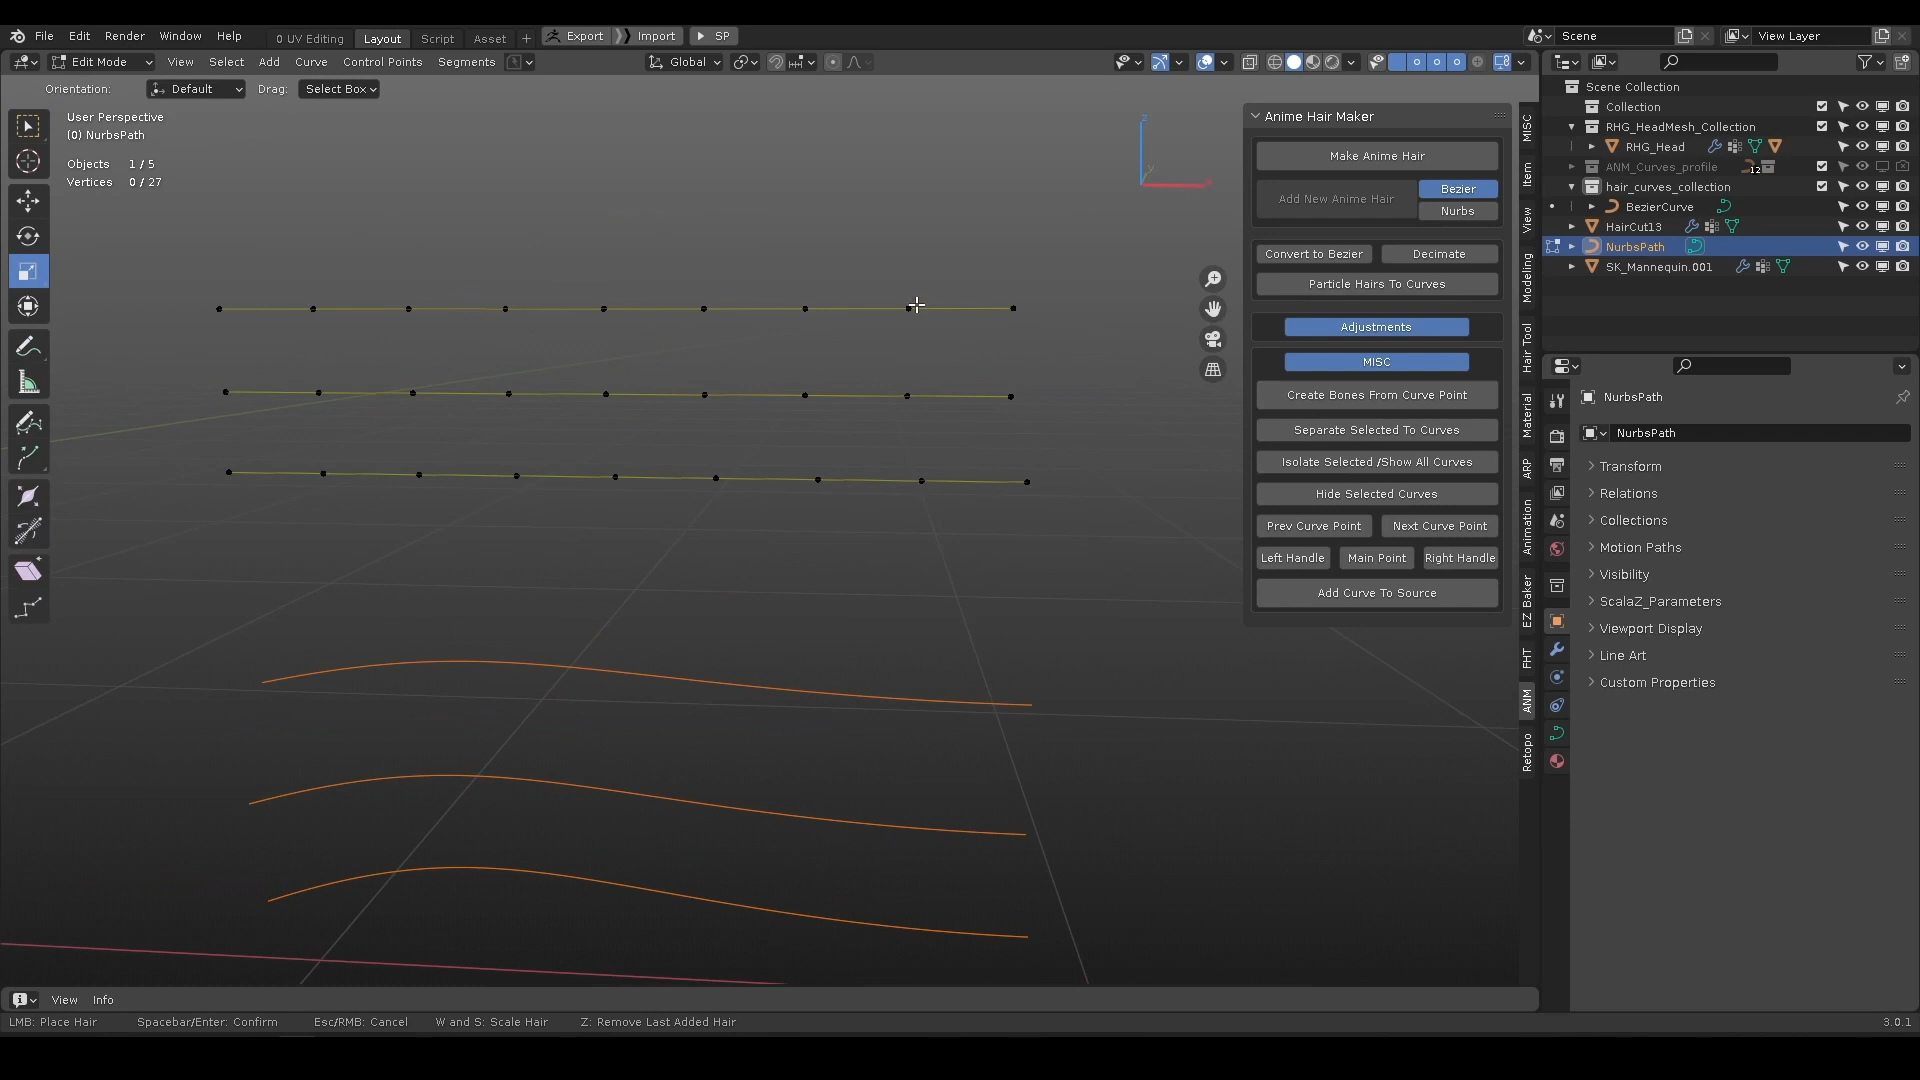 File Edit Render Window Help 0 UV Editing Layout Script Asset + Export Import SP Scene View Layer
Edit Mode View Select Add Curve Control Points Segments Global
Orientation: Default Drag: Select Box
User Perspective
(0) NurbsPath
Objects 1 / 5
Vertices 0 / 27
z
Anime Hair Maker
Make Anime Hair
Add New Anime Hair
Bezier
Nurbs
Convert to Bezier Decimate
Particle Hairs To Curves
Adjustments
MISC
Create Bones From Curve Point
Separate Selected To Curves
Isolate Selected /Show All Curves
Hide Selected Curves
Prev Curve Point Next Curve Point
Left Handle Main Point Right Handle
Add Curve To Source
MISC
Item
View
Modeling
Hair Tool
Material
ARP
Animation
EZ Baker
FHT
ANM
Retopo
Scene Collection
Collection
RHG_HeadMesh_Collection
RHG_Head
ANM_Curves_profile 12
hair_curves_collection
BezierCurve
HairCut13
NurbsPath
SK_Mannequin.001
NurbsPath
NurbsPath
Transform
Relations
Collections
Motion Paths
Visibility
ScalaZ_Parameters
Viewport Display
Line Art
Custom Properties
View Info
LMB: Place Hair Spacebar/Enter: Confirm Esc/RMB: Cancel W and S: Scale Hair Z: Remove Last Added Hair 3.0.1